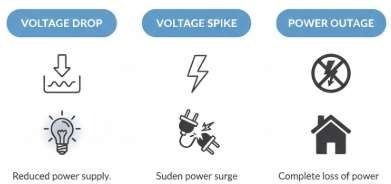 VOLTAGE DROP
VOLTAGE SPIKE
POWER OUTAGE
Reduced power supply.
Suden power surge
Complete loss of power